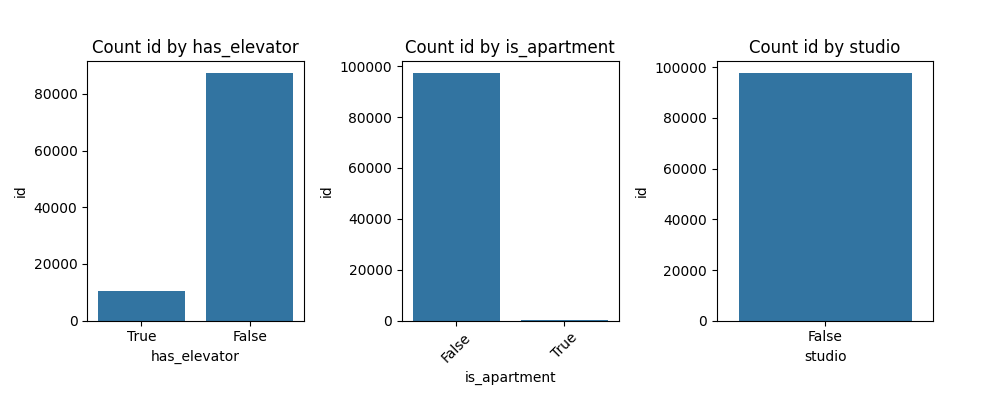 Count id by has_elevator
id
80000
60000
40000
20000
0
True False
has_elevator
Count id by is_apartment
id
100000
80000
60000
40000
20000
0
False True
is_apartment
Count id by studio
id
100000
80000
60000
40000
20000
0
False
studio